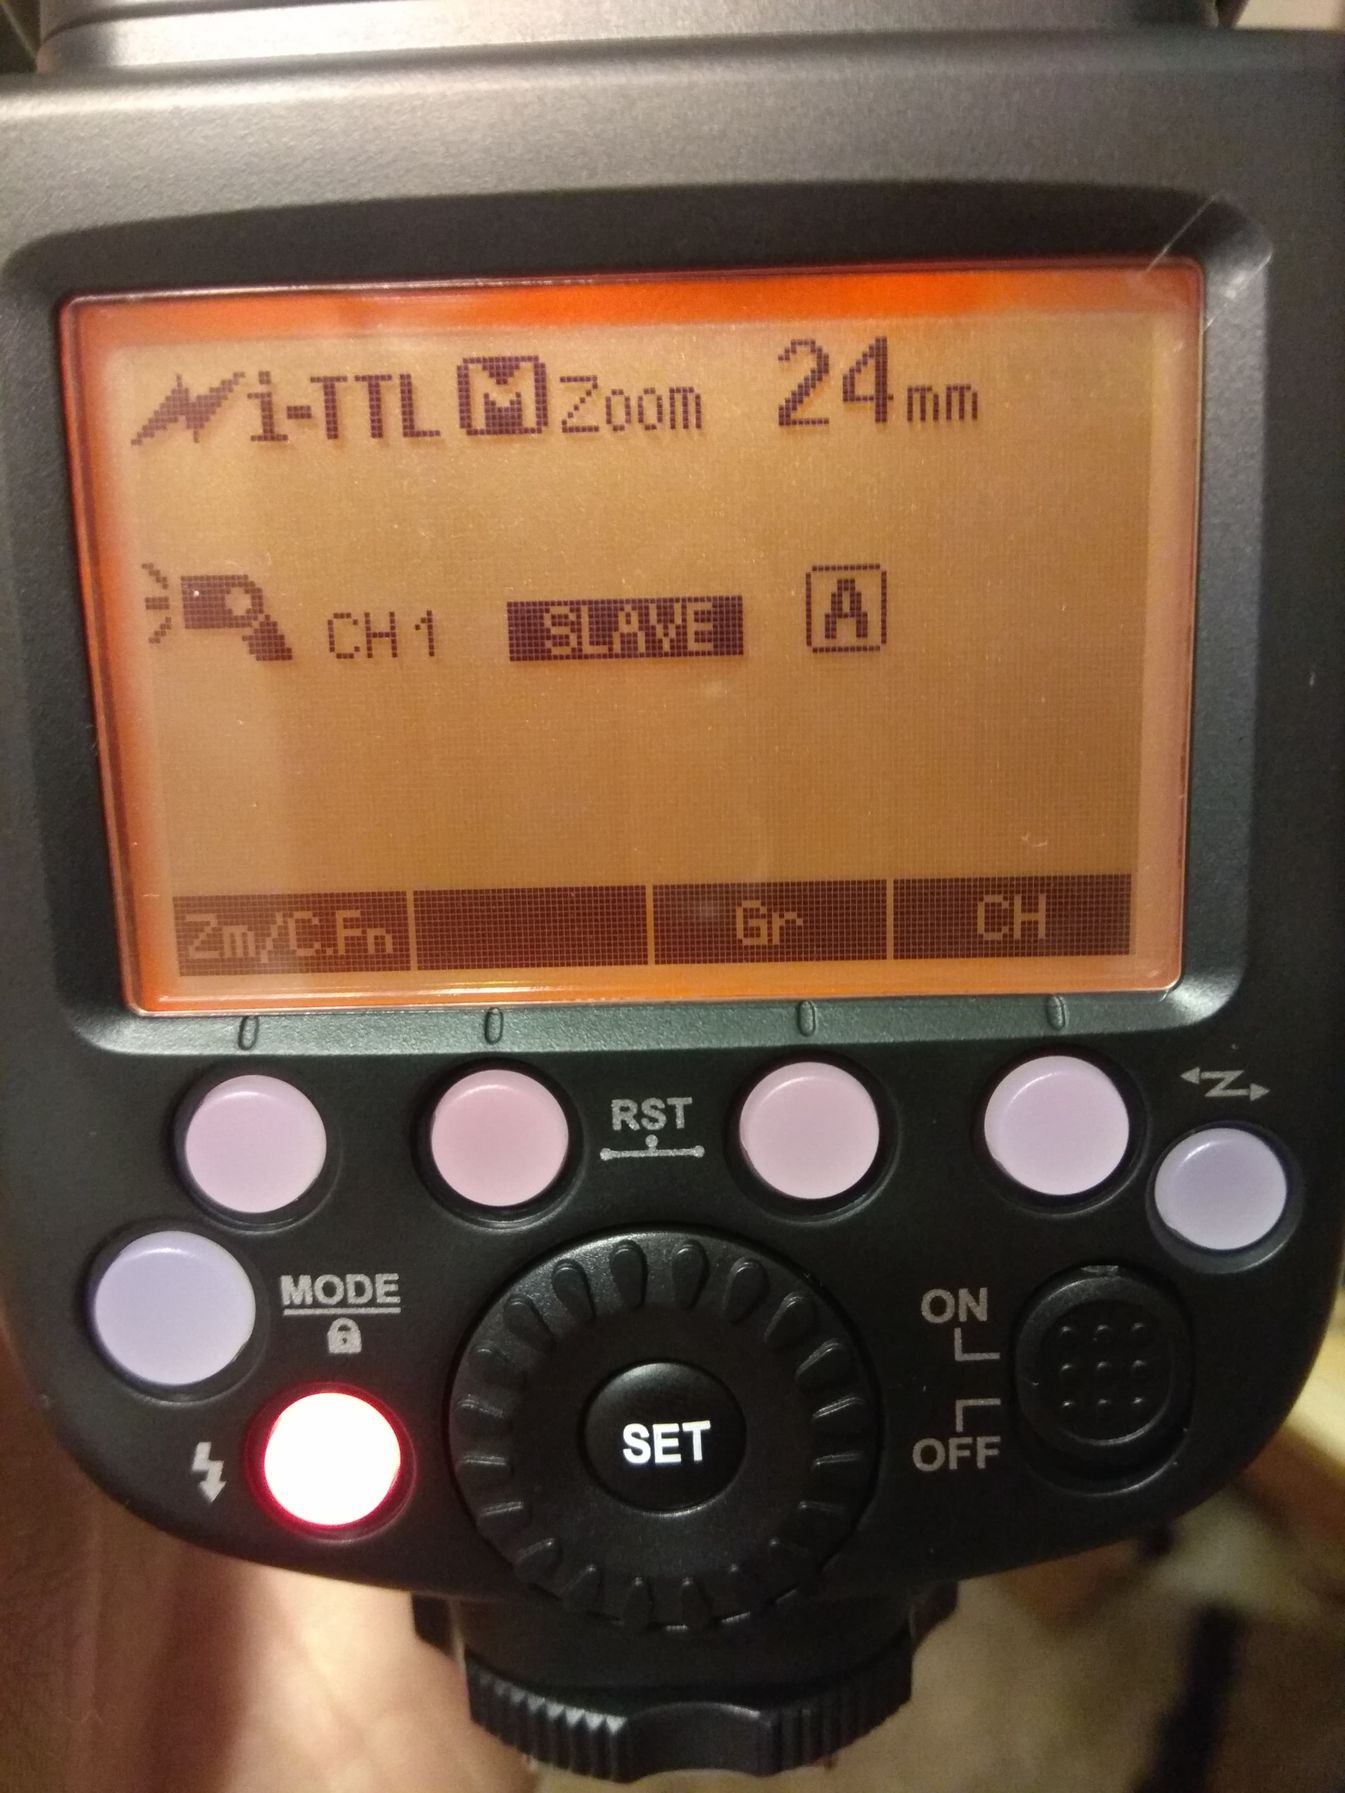 i-TTL M Zoom 24mm
CH1 SLAVE A
Zm/C.Fn Gr CH
RST
MODE
ON
SET
OFF